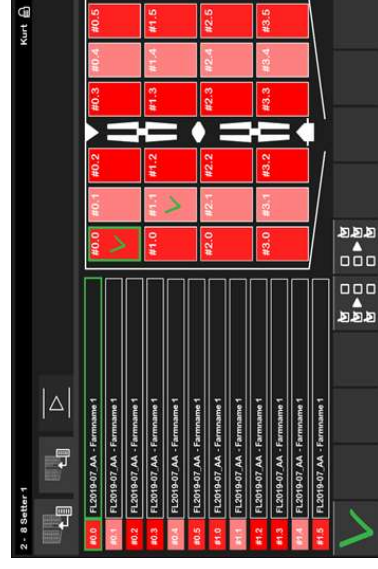 2 - 8 Setter 1
Kurt
#0.0 FL2019-07_AA - Farmname 1
#0.1 FL2019-07_AA - Farmname 1
#0.2 FL2019-07_AA - Farmname 1
#0.3 FL2019-07_AA - Farmname 1
#0.4 FL2019-07_AA - Farmname 1
#0.5 FL2019-07_AA - Farmname 1
#1.0 FL2019-07_AA - Farmname 1
#1.1 FL2019-07_AA - Farmname 1
#1.2 FL2019-07_AA - Farmname 1
#1.3 FL2019-07_AA - Farmname 1
#1.4 FL2019-07_AA - Farmname 1
#1.5 FL2019-07_AA - Farmname 1
#0.0 #0.1 #0.2 #0.3 #0.4 #0.5
#1.0 #1.1 #1.2 #1.3 #1.4 #1.5
#2.0 #2.1 #2.2 #2.3 #2.4 #2.5
#3.0 #3.1 #3.2 #3.3 #3.4 #3.5